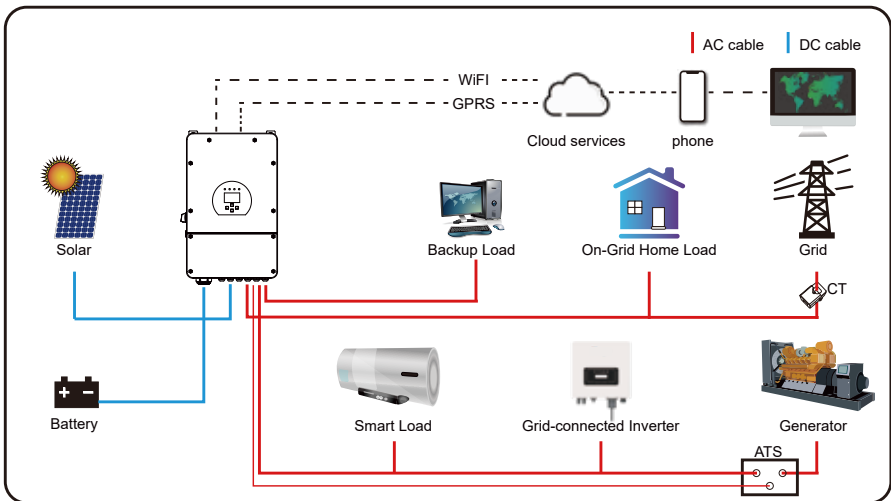 AC cable
DC cable
WiFI
GPRS
Cloud services
phone
Solar
Backup Load
On-Grid Home Load
Grid
CT
Battery
Smart Load
Grid-connected Inverter
Generator
ATS